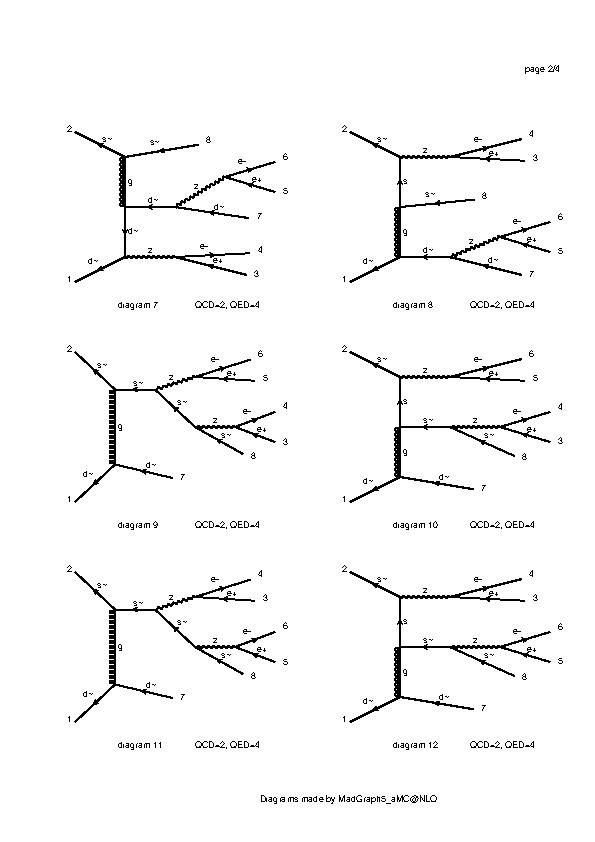 page 2/4
2
s~
s~
8
g
z
e-
6
e+
5
d~
d~
7
d~
d~
z
e-
4
e+
3
1
diagram 7 QCD=2, QED=4
2
s~
z
e-
4
e+
3
s
s~
8
g
d~
d~
z
e-
6
e+
5
d~
7
1
diagram 8 QCD=2, QED=4
2
s~
s~
z
e-
6
e+
5
g
s~
z
e-
4
e+
3
s~
8
d~
d~
7
1
diagram 9 QCD=2, QED=4
2
s~
z
e-
6
e+
5
s
g
s~
z
e-
4
e+
3
s~
8
d~
d~
7
1
diagram 10 QCD=2, QED=4
2
s~
s~
z
e-
4
e+
3
g
s~
z
e-
6
e+
5
s~
8
d~
d~
7
1
diagram 11 QCD=2, QED=4
2
s~
z
e-
4
e+
3
s
g
s~
z
e-
6
e+
5
s~
8
d~
d~
7
1
diagram 12 QCD=2, QED=4
Diagrams made by MadGraph5_aMC@NLO